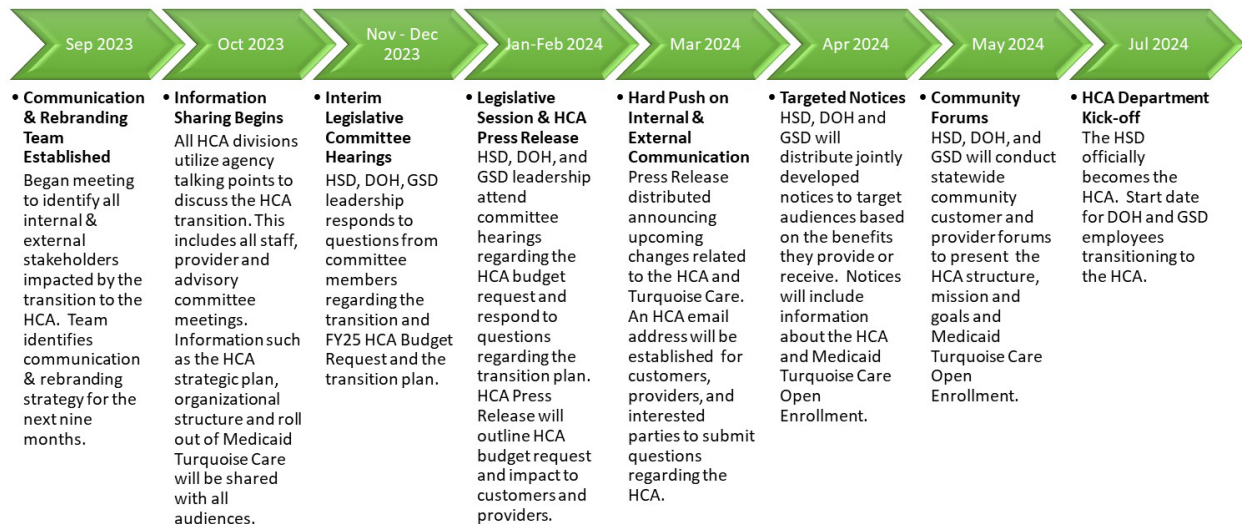 Sep 2023
Oct 2023
Nov - Dec
2023
Jan-Feb 2024
Mar 2024
Apr 2024
May 2024
Jul 2024
• Communication
& Rebranding
Team
Established
Began meeting
to identify all
internal &
external
stakeholders
impacted by the
transition to the
HCA. Team
identifies
communication
& rebranding
strategy for the
next nine
months.
• Information
Sharing Begins
All HCA divisions
utilize agency
talking points to
discuss the HCA
transition. This
includes all staff,
provider and
advisory
committee
meetings.
Information such
as the HCA
strategic plan,
organizational
structure and roll
out of Medicaid
Turquoise Care
will be shared
with all
audiences.
• Interim
Legislative
Committee
Hearings
HSD, DOH, GSD
leadership
responds to
questions from
committee
members
regarding the
transition and
FY25 HCA Budget
Request and the
transition plan.
• Legislative
Session & HCA
Press Release
HSD, DOH, and
GSD leadership
attend
committee
hearings
regarding the
HCA budget
request and
respond to
questions
regarding the
transition plan.
HCA Press
Release will
outline HCA
budget request
and impact to
customers and
providers.
• Hard Push on
Internal &
External
Communication
Press Release
distributed
announcing
upcoming
changes related
to the HCA and
Turquoise Care.
An HCA email
address will be
established for
customers,
providers, and
interested
parties to submit
questions
regarding the
HCA.
• Targeted Notices
HSD, DOH and
GSD will
distribute jointly
developed
notices to target
audiences based
on the benefits
they provide or
receive. Notices
will include
information
about the HCA
and Medicaid
Turquoise Care
Open
Enrollment.
• Community
Forums
HSD, DOH, and
GSD will conduct
statewide
community
customer and
provider forums
to present the
HCA structure,
mission and
goals and
Medicaid
Turquoise Care
Open
Enrollment.
• HCA Department
Kick-off
The HSD
officially
becomes the
HCA. Start date
for DOH and GSD
employees
transitioning to
the HCA.